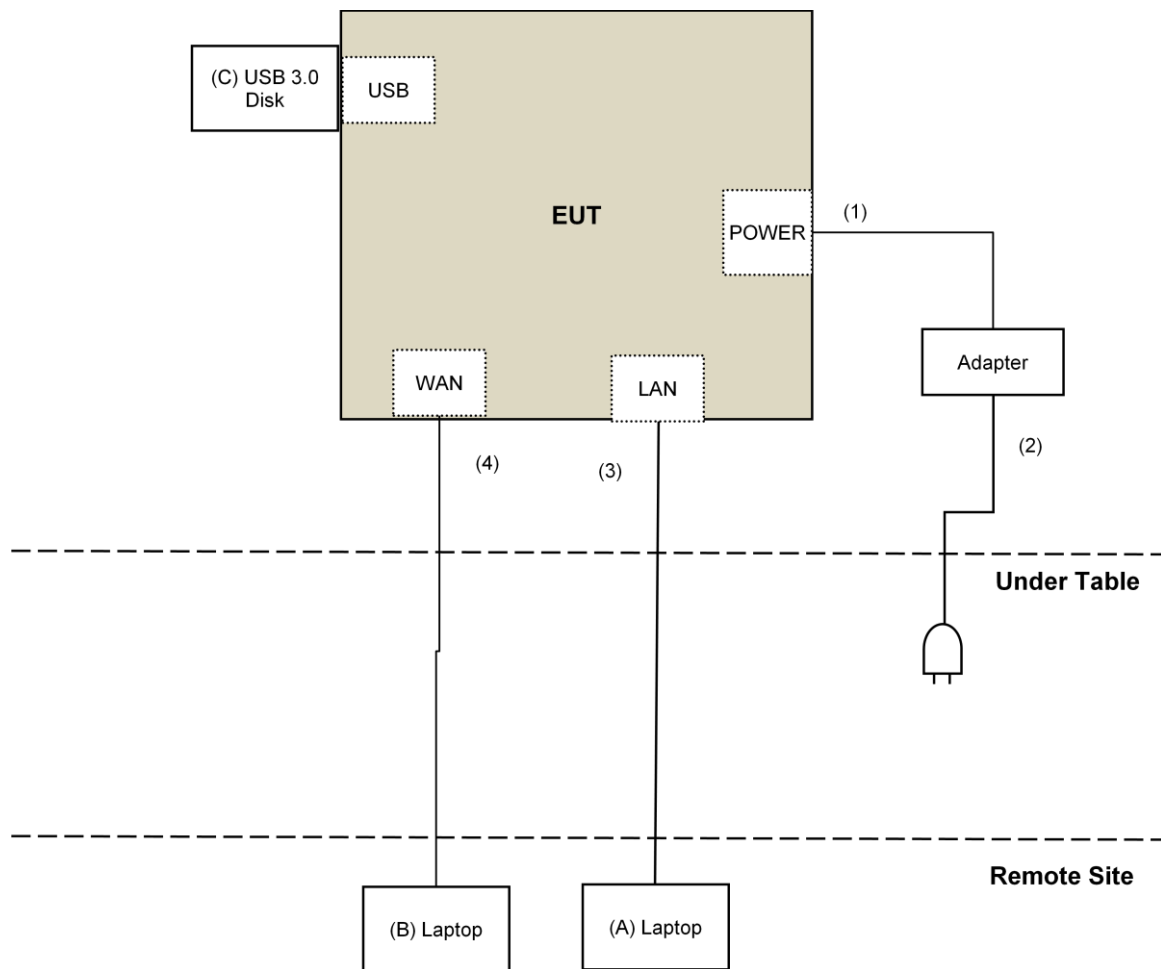 (C) USB 3.0
Disk
USB
EUT
POWER
(1)
Adapter
WAN
LAN
(4)
(3)
(2)
Under Table
Remote Site
(B) Laptop
(A) Laptop